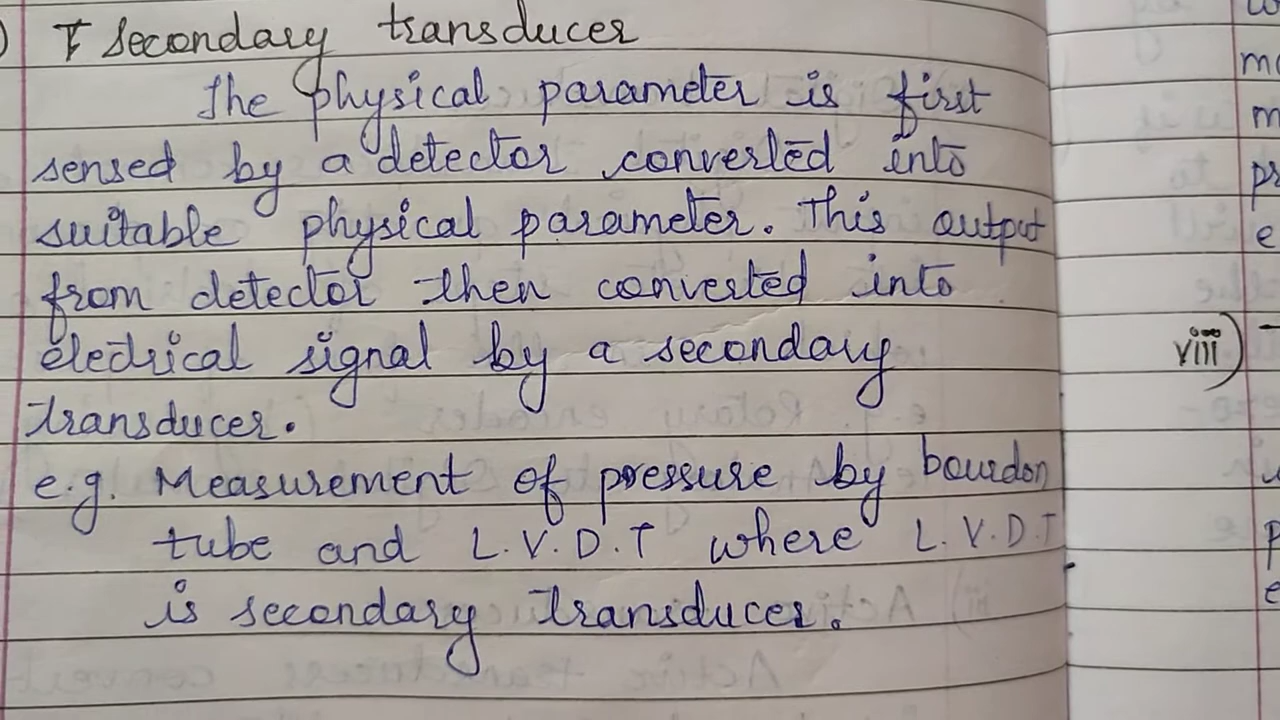 Secondary transducer
The physical parameter is first
sensed by a detector converted into
suitable physical parameter. This output
from detector then converted into
electrical signal by a secondary
transducer.
e.g. Measurement of pressure by bourdon
tube and L.V.D.T where L.V.D.T
is secondary transducer.
viii)